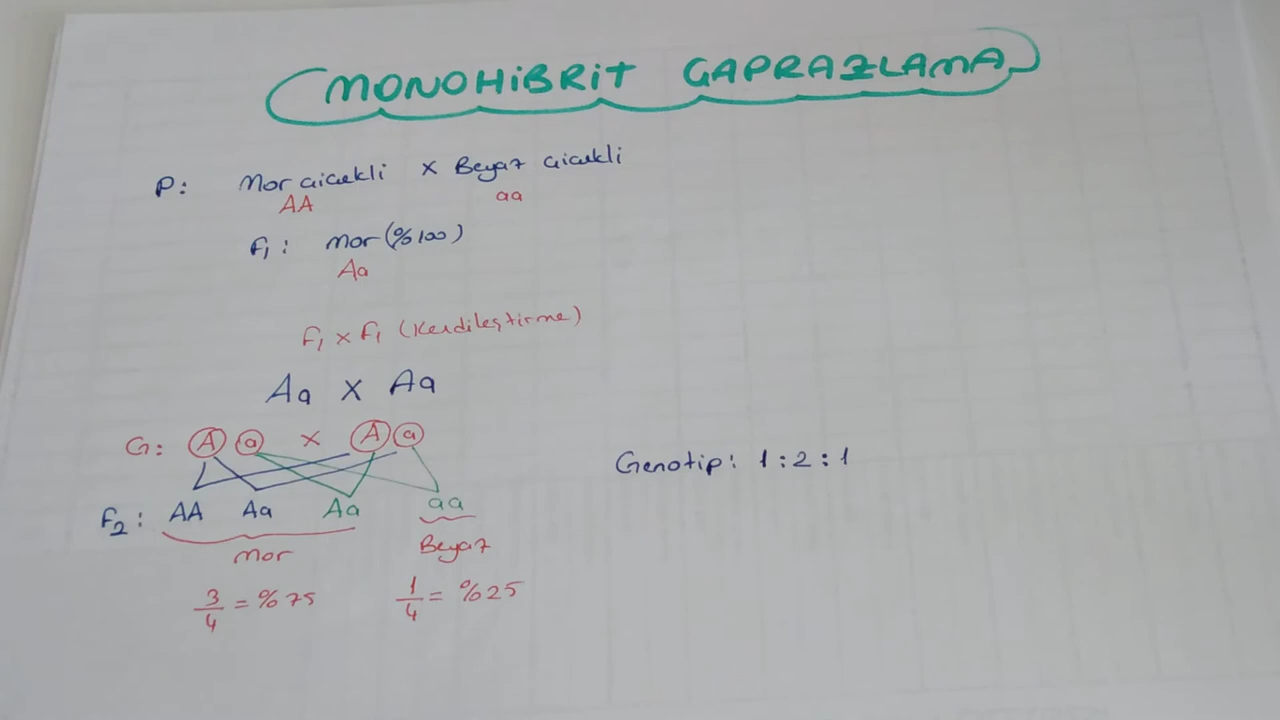 MONOHİBRİT ÇAPRAZLAMA
P: Mor çiçekli x Beyaz çiçekli
AA aa
F₁: mor (%100)
Aa
F₁ x F₁ (Kendileştirme)
Aa x Aa
G: A a x A a
Genotip: 1:2:1
F₂: AA Aa Aa aa
mor Beyaz
3/4 = %75 1/4 = %25